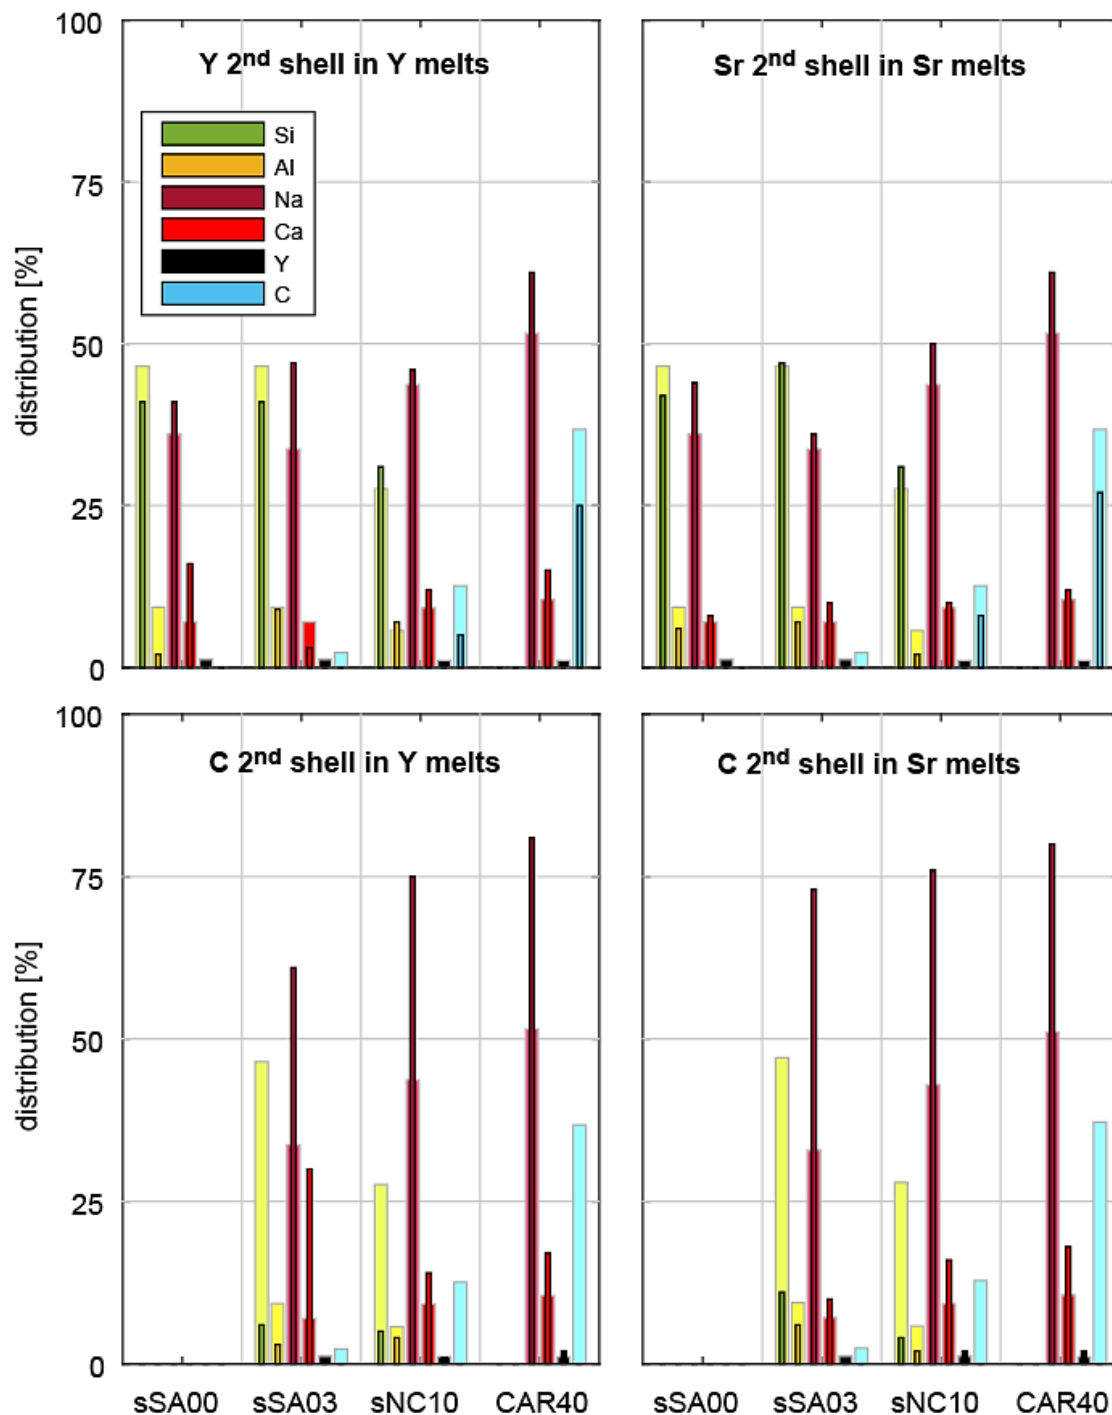 100
75
50
25
0
distribution [%]
Y 2nd shell in Y melts
Si
Al
Na
Ca
Y
C
Sr 2nd shell in Sr melts
100
75
50
25
0
distribution [%]
C 2nd shell in Y melts
C 2nd shell in Sr melts
sSA00 sSA03 sNC10 CAR40
sSA00 sSA03 sNC10 CAR40